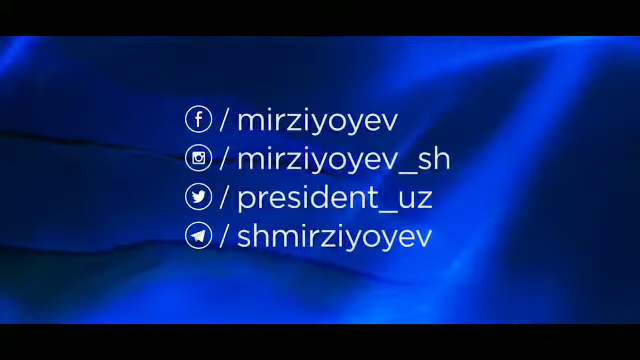 / mirziyoyev
/ mirziyoyev_sh
/ president_uz
/ shmirziyoyev